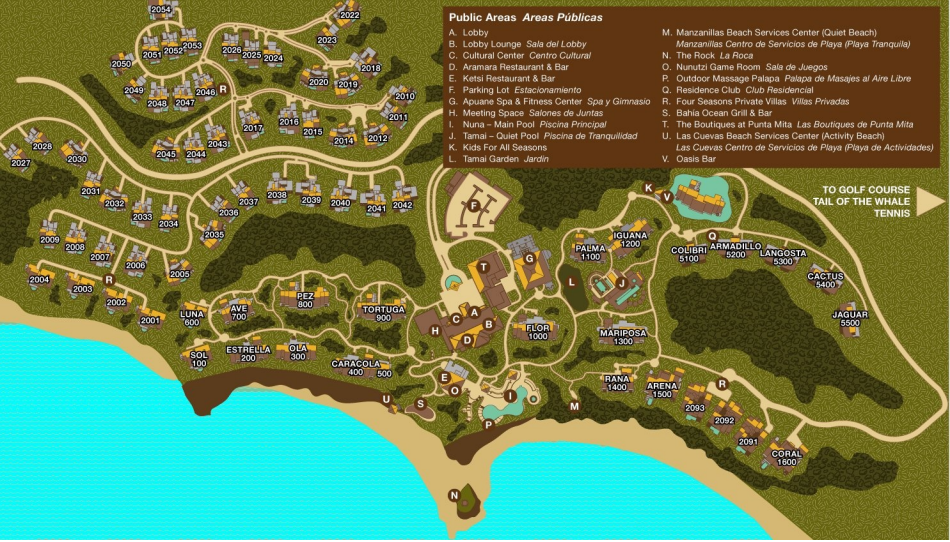 Public Areas Areas Públicas
A. Lobby
B. Lobby Lounge Sala del Lobby
C. Cultural Center Centro Cultural
D. Aramara Restaurant & Bar
E. Ketsi Restaurant & Bar
F. Parking Lot Estacionamiento
G. Apuane Spa & Fitness Center Spa y Gimnasio
H. Meeting Space Salones de Juntas
I. Nuna – Main Pool Piscina Principal
J. Tamai – Quiet Pool Piscina de Tranquilidad
K. Kids For All Seasons
L. Tamai Garden Jardín
M. Manzanillas Beach Services Center (Quiet Beach)
Manzanillas Centro de Servicios de Playa (Playa Tranquila)
N. The Rock La Roca
O. Nunutzi Game Room Sala de Juegos
P. Outdoor Massage Palapa Palapa de Masajes al Aire Libre
Q. Residence Club Club Residencial
R. Four Seasons Private Villas Villas Privadas
S. Bahía Ocean Grill & Bar
T. The Boutiques at Punta Mita Las Boutiques de Punta Mita
U. Las Cuevas Beach Services Center (Activity Beach)
Las Cuevas Centro de Servicios de Playa (Playa de Actividades)
V. Oasis Bar
TO GOLF COURSE
TAIL OF THE WHALE
TENNIS
2054
2022
2053
2052
2051
2050
2026
2025
2024
2023
2018
2020
2019
2049
2048
2047
2046
R
2010
2011
2017
2016
2015
2014
2012
2045
2044
2043
2028
2027
2030
2031
2032
2033
2034
2035
2036
2037
2038
2039
2040
2041
2042
2009
2008
2007
2006
2005
2004
2003
R
2002
2001
F
K
V
T
G
PALMA
1100
IGUANA
1200
L
J
Q
COLIBRI
5100
ARMADILLO
5200
LANGOSTA
5300
CACTUS
5400
JAGUAR
5500
LUNA
600
AVE
700
PEZ
800
TORTUGA
900
C
A
B
H
D
FLOR
1000
MARIPOSA
1300
SOL
100
ESTRELLA
200
OLA
300
CARACOLA
400
500
E
O
U
S
I
P
M
N
RANA
1400
ARENA
1500
R
2093
2092
2091
CORAL
1600